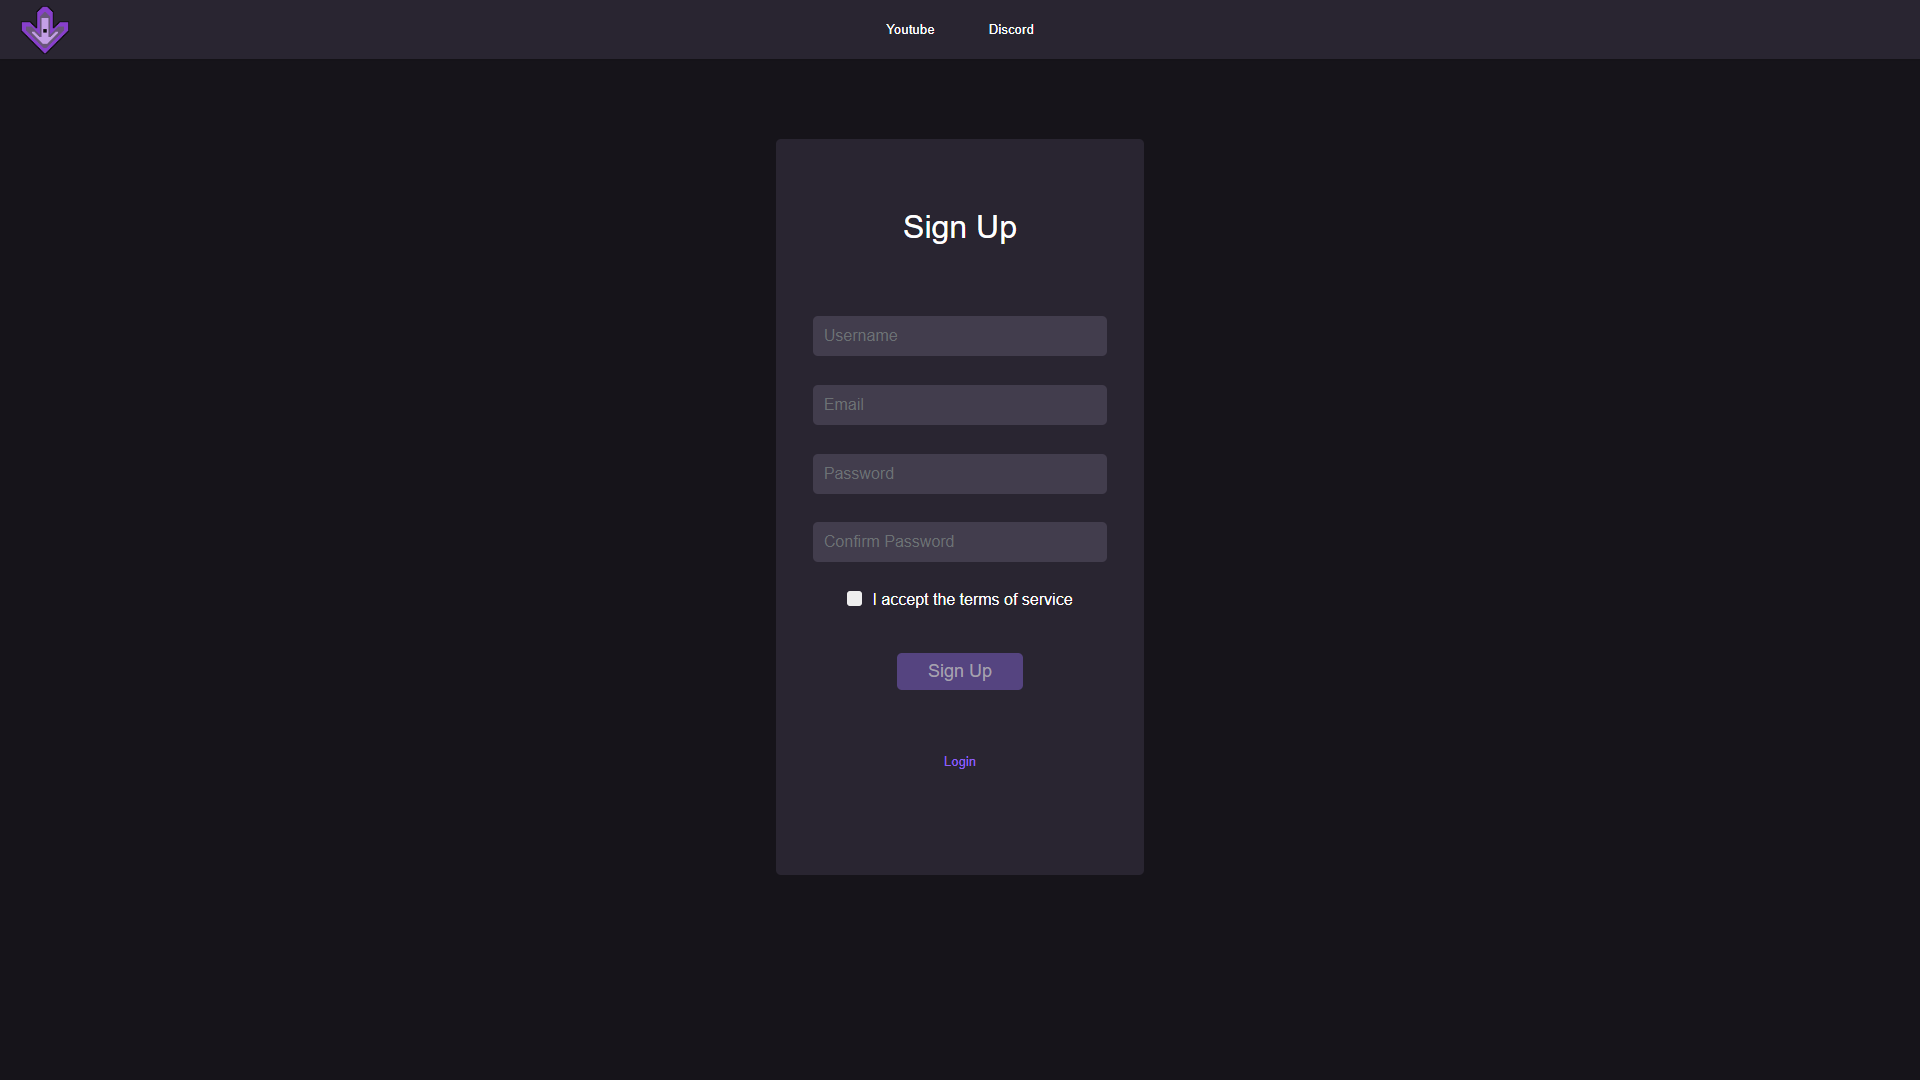 Youtube Discord
Sign Up
Username
Email
Password
Confirm Password
I accept the terms of service
Sign Up
Login